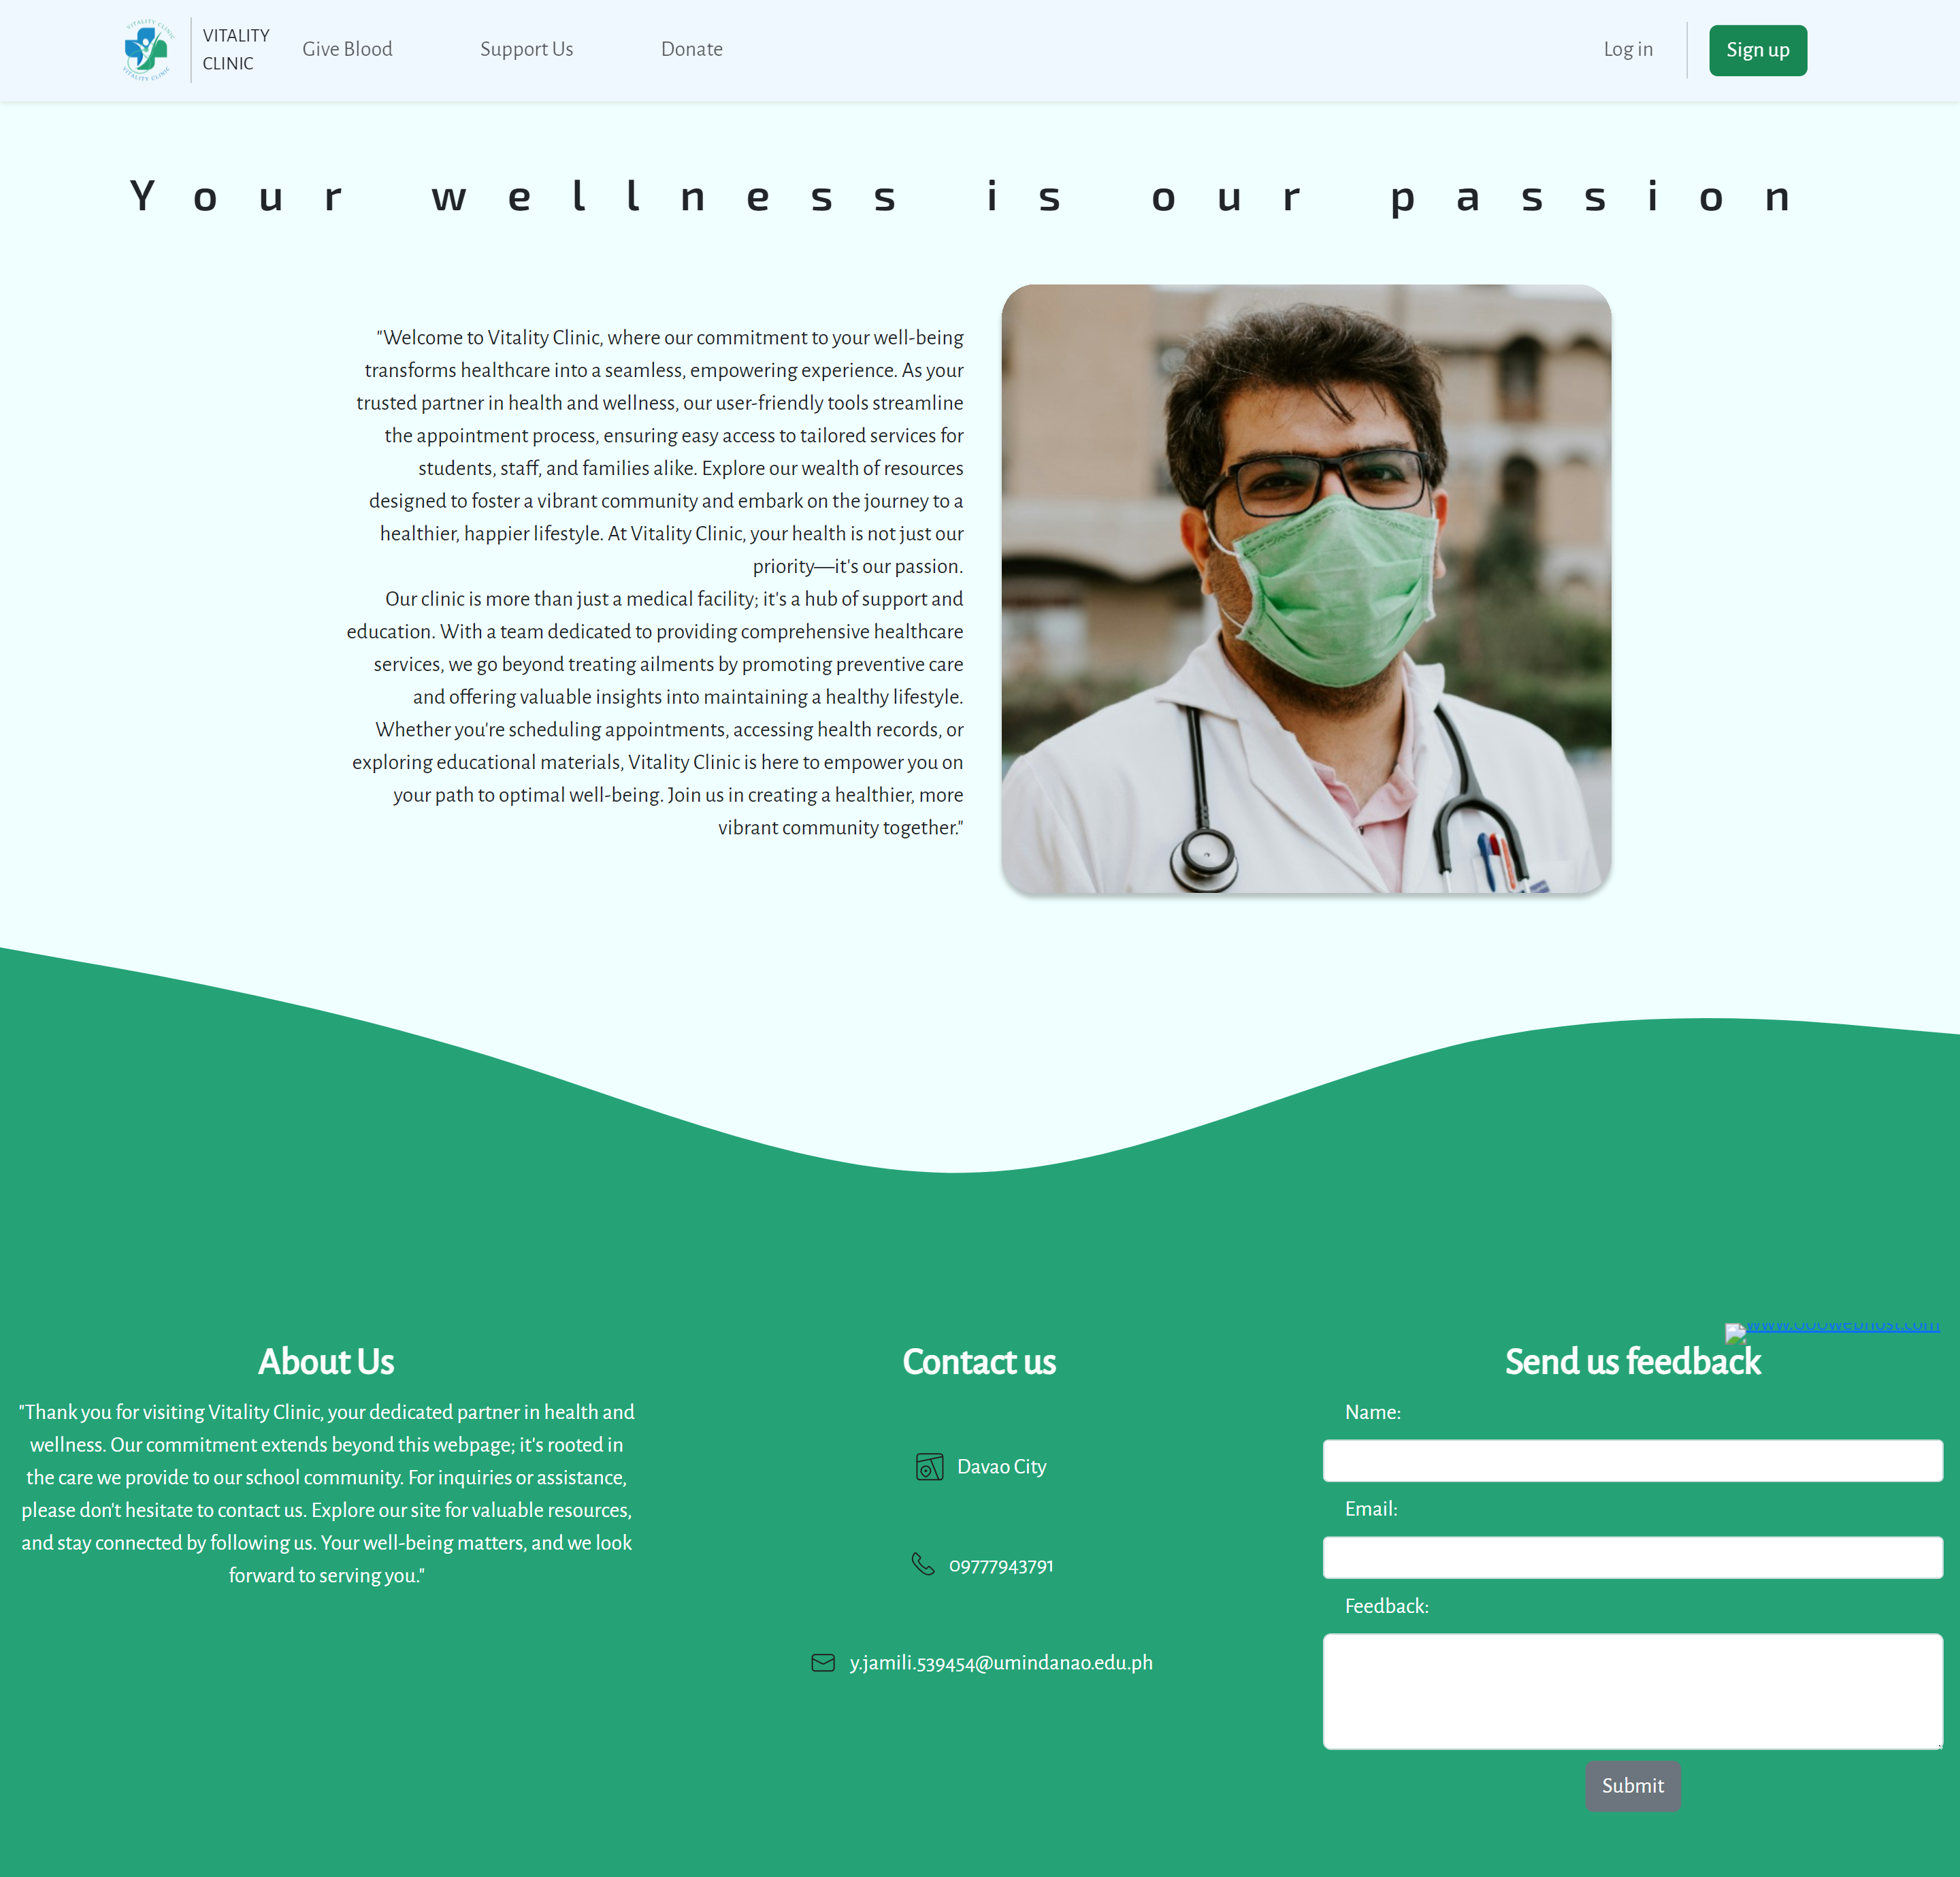 VITALITY CLINIC
VITALITY CLINIC
VITALITY
CLINIC
Give Blood
Support Us
Donate
Log in
Sign up
Your wellness is our passion
"Welcome to Vitality Clinic, where our commitment to your well-being
transforms healthcare into a seamless, empowering experience. As your
trusted partner in health and wellness, our user-friendly tools streamline
the appointment process, ensuring easy access to tailored services for
students, staff, and families alike. Explore our wealth of resources
designed to foster a vibrant community and embark on the journey to a
healthier, happier lifestyle. At Vitality Clinic, your health is not just our
priority—it's our passion.
Our clinic is more than just a medical facility; it's a hub of support and
education. With a team dedicated to providing comprehensive healthcare
services, we go beyond treating ailments by promoting preventive care
and offering valuable insights into maintaining a healthy lifestyle.
Whether you're scheduling appointments, accessing health records, or
exploring educational materials, Vitality Clinic is here to empower you on
your path to optimal well-being. Join us in creating a healthier, more
vibrant community together."
About Us
"Thank you for visiting Vitality Clinic, your dedicated partner in health and
wellness. Our commitment extends beyond this webpage; it's rooted in
the care we provide to our school community. For inquiries or assistance,
please don't hesitate to contact us. Explore our site for valuable resources,
and stay connected by following us. Your well-being matters, and we look
forward to serving you."
Contact us
Davao City
09777943791
y.jamili.539454@umindanao.edu.ph
Send us feedback
Name:
Email:
Feedback:
Submit